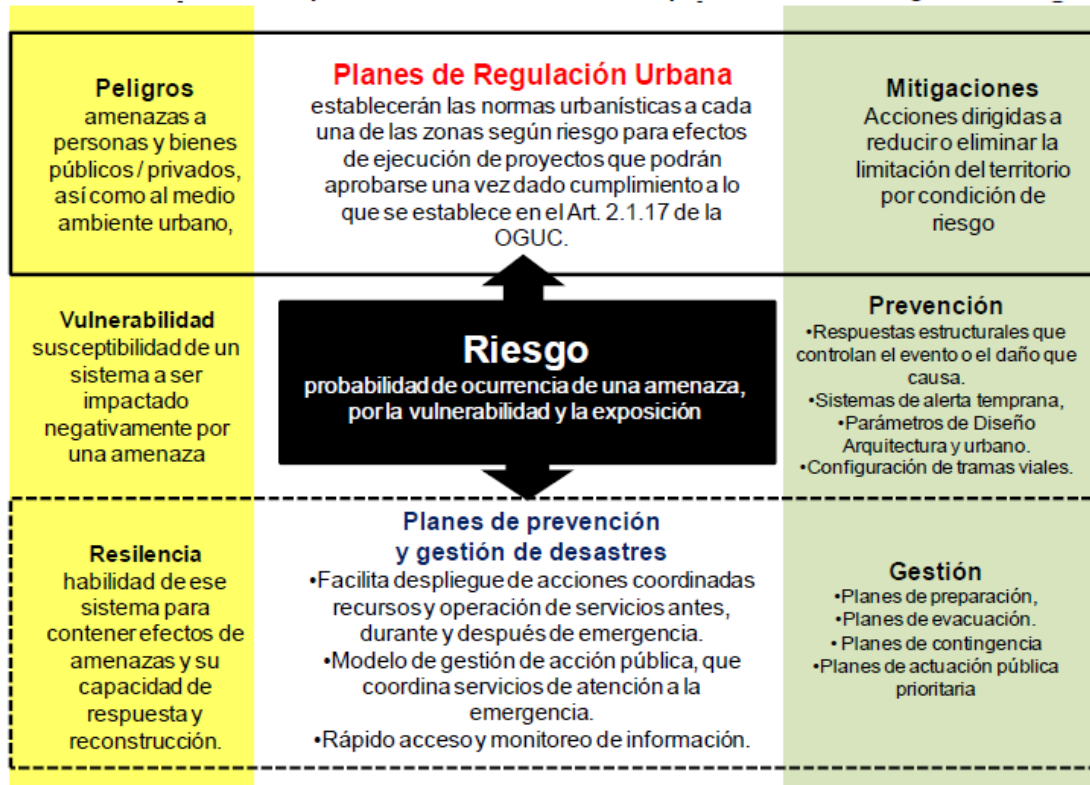 Peligros
amenazas a
personas y bienes
públicos / privados,
así como al medio
ambiente urbano,
Planes de Regulación Urbana
establecerán las normas urbanísticas a cada
una de las zonas según riesgo para efectos
de ejecución de proyectos que podrán
aprobarse una vez dado cumplimiento a lo
que se establece en el Art. 2.1.17 de la
OGUC.
Mitigaciones
Acciones dirigidas a
reducir o eliminar la
limitación del territorio
por condición de
riesgo
Vulnerabilidad
susceptibilidad de un
sistema a ser
impactado
negativamente por
una amenaza
Riesgo
probabilidad de ocurrencia de una amenaza,
por la vulnerabilidad y la exposición
Prevención
•Respuestas estructurales que
controlan el evento o el daño que
causa.
•Sistemas de alerta temprana,
•Parámetros de Diseño
Arquitectura y urbano.
•Configuración de tramas viales.
Resilencia
habilidad de ese
sistema para
contener efectos de
amenazas y su
capacidad de
respuesta y
reconstrucción.
Planes de prevención
y gestión de desastres
•Facilita despliegue de acciones coordinadas
recursos y operación de servicios antes,
durante y después de emergencia.
•Modelo de gestión de acción pública, que
coordina servicios de atención a la
emergencia.
•Rápido acceso y monitoreo de información.
Gestión
•Planes de preparación,
•Planes de evacuación.
• Planes de contingencia
•Planes de actuación pública
prioritaria